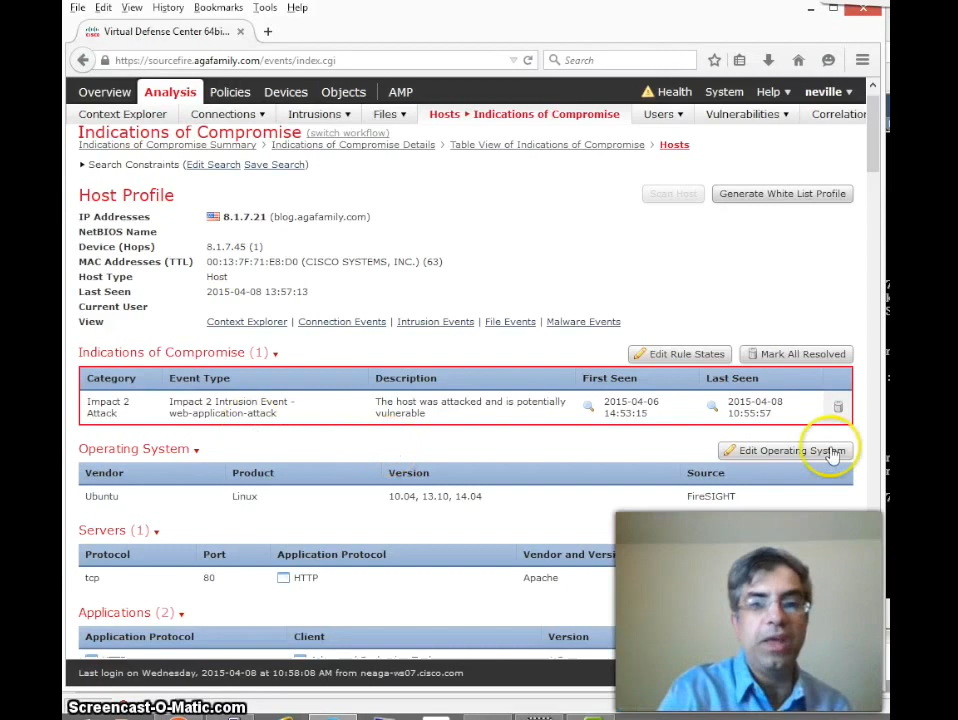 File Edit View History Bookmarks Tools Help
Virtual Defense Center 64bi...
https://sourcefire.agafamily.com/events/index.cgi Search
Overview Analysis Policies Devices Objects AMP Health System Help neville
Context Explorer Connections Intrusions Files Hosts Indications of Compromise Users Vulnerabilities Correlation
Indications of Compromise (switch workflow)
Indications of Compromise Summary > Indications of Compromise Details > Table View of Indications of Compromise > Hosts
Search Constraints (Edit Search Save Search)
Host Profile Scan Host Generate White List Profile
IP Addresses 8.1.7.21 (blog.agafamily.com)
NetBIOS Name
Device (Hops) 8.1.7.45 (1)
MAC Addresses (TTL) 00:13:7F:71:E8:D0 (CISCO SYSTEMS, INC.) (63)
Host Type Host
Last Seen 2015-04-08 13:57:13
Current User
View Context Explorer | Connection Events | Intrusion Events | File Events | Malware Events
Indications of Compromise (1) Edit Rule States Mark All Resolved
Category Event Type Description First Seen Last Seen
Impact 2 Impact 2 Intrusion Event - The host was attacked and is potentially 2015-04-06 2015-04-08
Attack web-application-attack vulnerable 14:53:15 10:55:57
Operating System Edit Operating System
Vendor Product Version Source
Ubuntu Linux 10.04, 13.10, 14.04 FireSIGHT
Servers (1)
Protocol Port Application Protocol Vendor and Versi
tcp 80 HTTP Apache
Applications (2)
Application Protocol Client Version
Last login on Wednesday, 2015-04-08 at 10:58:08 AM from neaga-ws07.cisco.com
Screencast-O-Matic.com